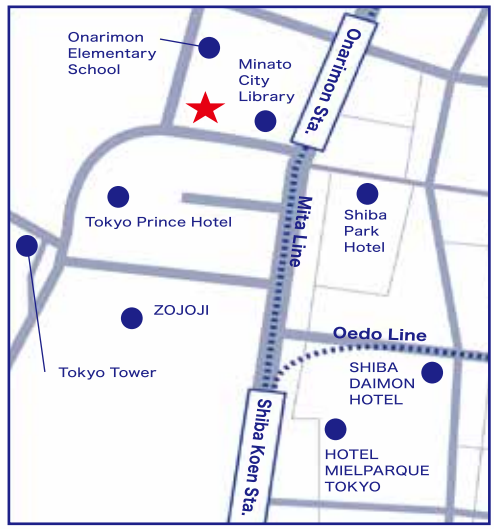 Onarimon
Elementary
School
Minato
City
Library
Onarimon Sta.
Tokyo Prince Hotel
Mita Line
Shiba
Park
Hotel
ZOJOJI
Oedo Line
Tokyo Tower
SHIBA
DAIMON
HOTEL
Shiba Koen Sta.
HOTEL
MIELPARQUE
TOKYO